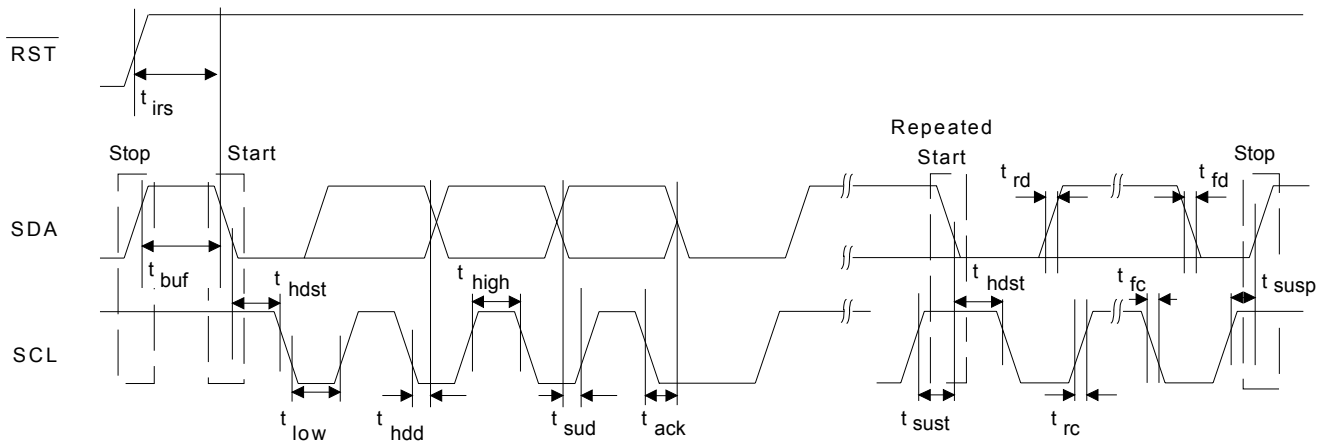 RST
t irs
Repeated
Stop Start Start Stop
t rd t fd
SDA
t buf t hdst t high t hdst t fc t susp
SCL
t low t hdd t sud t ack t sust t rc